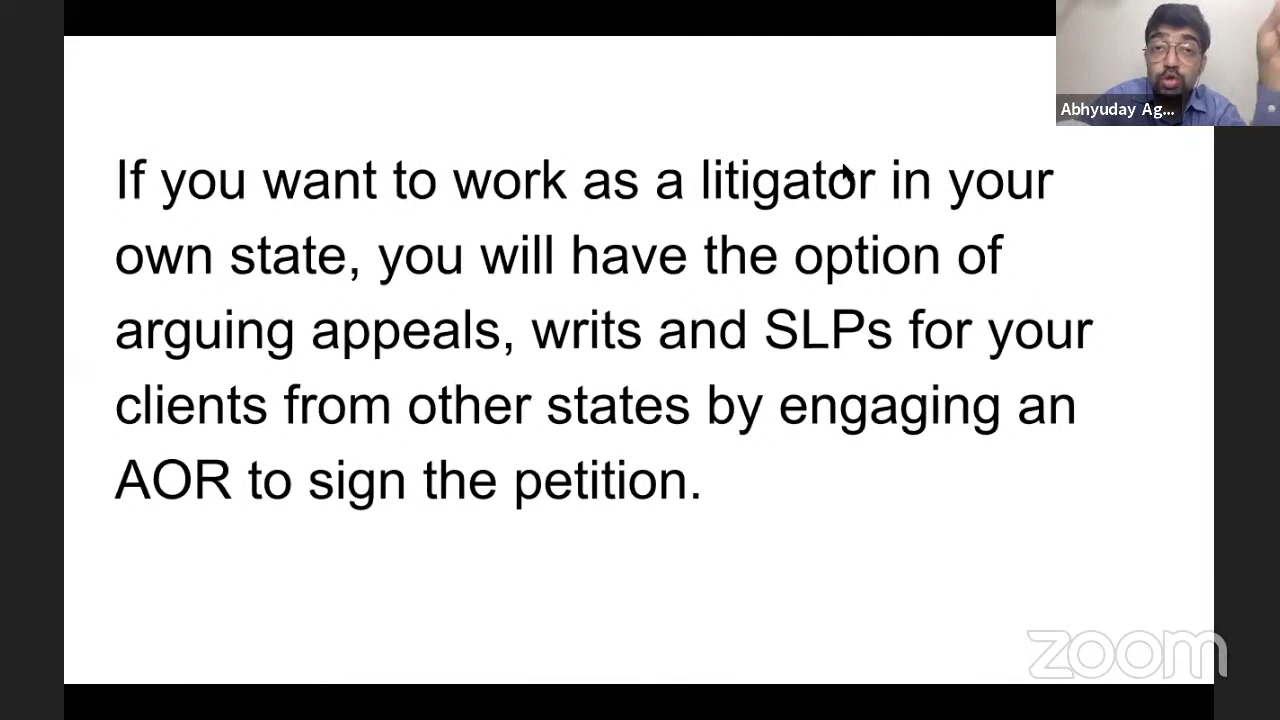 Abhyuday Ag...
If you want to work as a litigator in your
own state, you will have the option of
arguing appeals, writs and SLPs for your
clients from other states by engaging an
AOR to sign the petition.
zoom